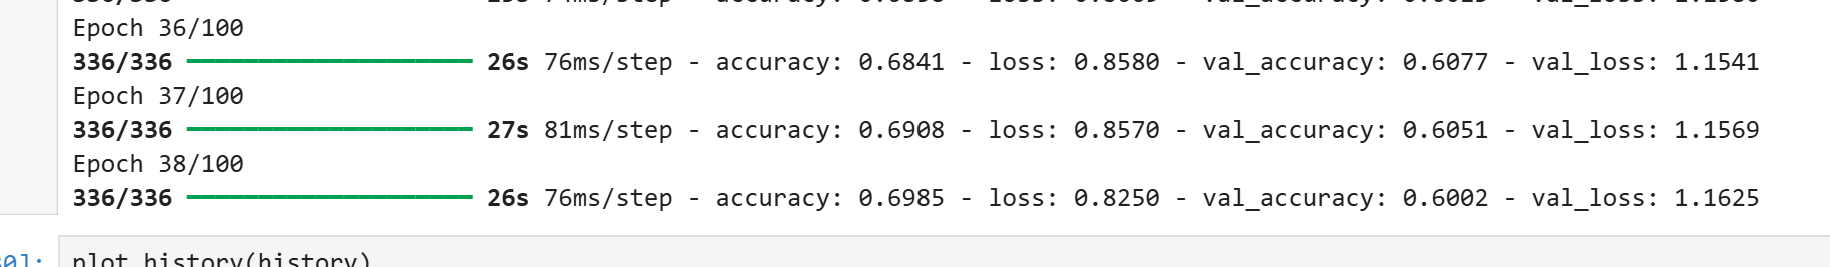 Epoch 36/100
336/336 26s 76ms/step - accuracy: 0.6841 - loss: 0.8580 - val_accuracy: 0.6077 - val_loss: 1.1541
Epoch 37/100
336/336 27s 81ms/step - accuracy: 0.6908 - loss: 0.8570 - val_accuracy: 0.6051 - val_loss: 1.1569
Epoch 38/100
336/336 26s 76ms/step - accuracy: 0.6985 - loss: 0.8250 - val_accuracy: 0.6002 - val_loss: 1.1625
plot_history(history)